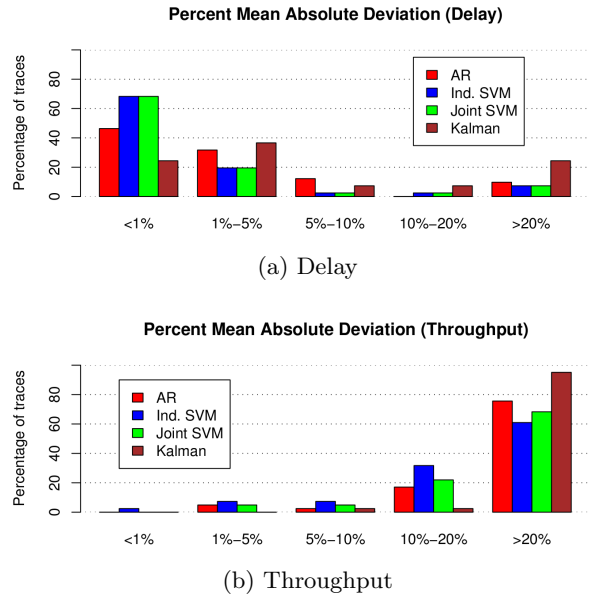 Percent Mean Absolute Deviation (Delay)
Percentage of traces
0 20 40 60 80
AR
Ind. SVM
Joint SVM
Kalman
<1% 1%−5% 5%−10% 10%−20% >20%
(a) Delay
Percent Mean Absolute Deviation (Throughput)
Percentage of traces
0 20 40 60 80
AR
Ind. SVM
Joint SVM
Kalman
<1% 1%−5% 5%−10% 10%−20% >20%
(b) Throughput